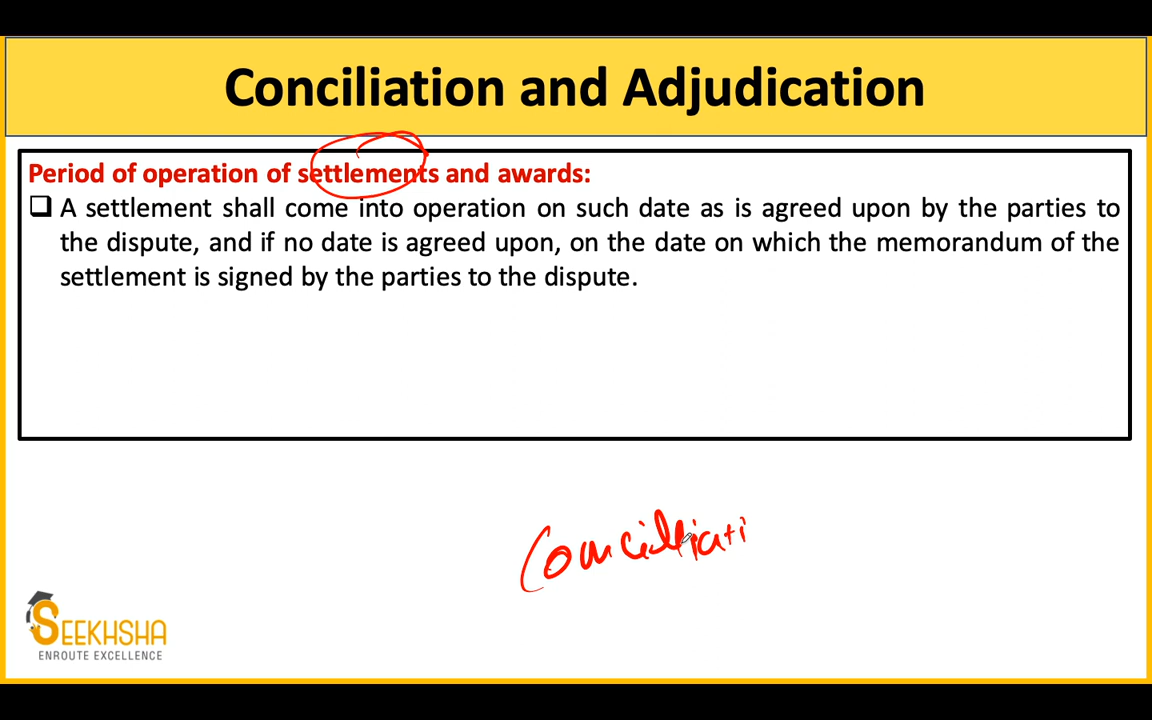 Conciliation and Adjudication
Period of operation of settlements and awards:
❑ A settlement shall come into operation on such date as is agreed upon by the parties to
the dispute, and if no date is agreed upon, on the date on which the memorandum of the
settlement is signed by the parties to the dispute.
Conciliati
SEEKHSHA
ENROUTE EXCELLENCE